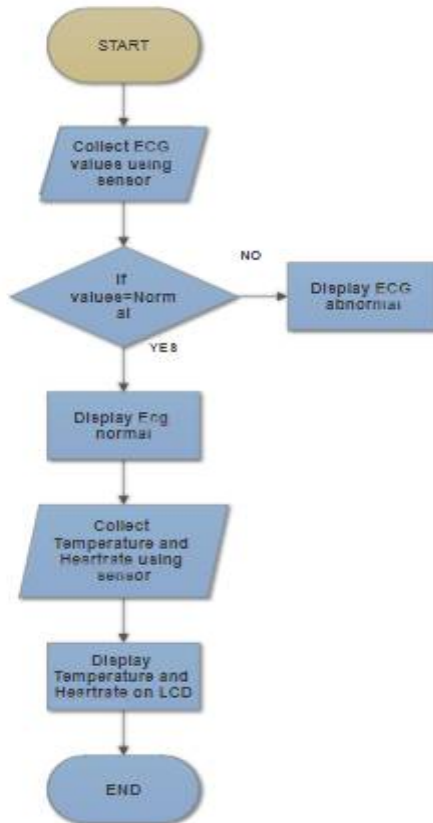 START
Collect ECG
values using
sensor
If
values=Norm
al
NO
Display ECG
abnormal
YES
Display Ecg
normal
Collect
Temperature and
Heartrate using
sensor
Display
Temperature and
Heartrate on LCD
END